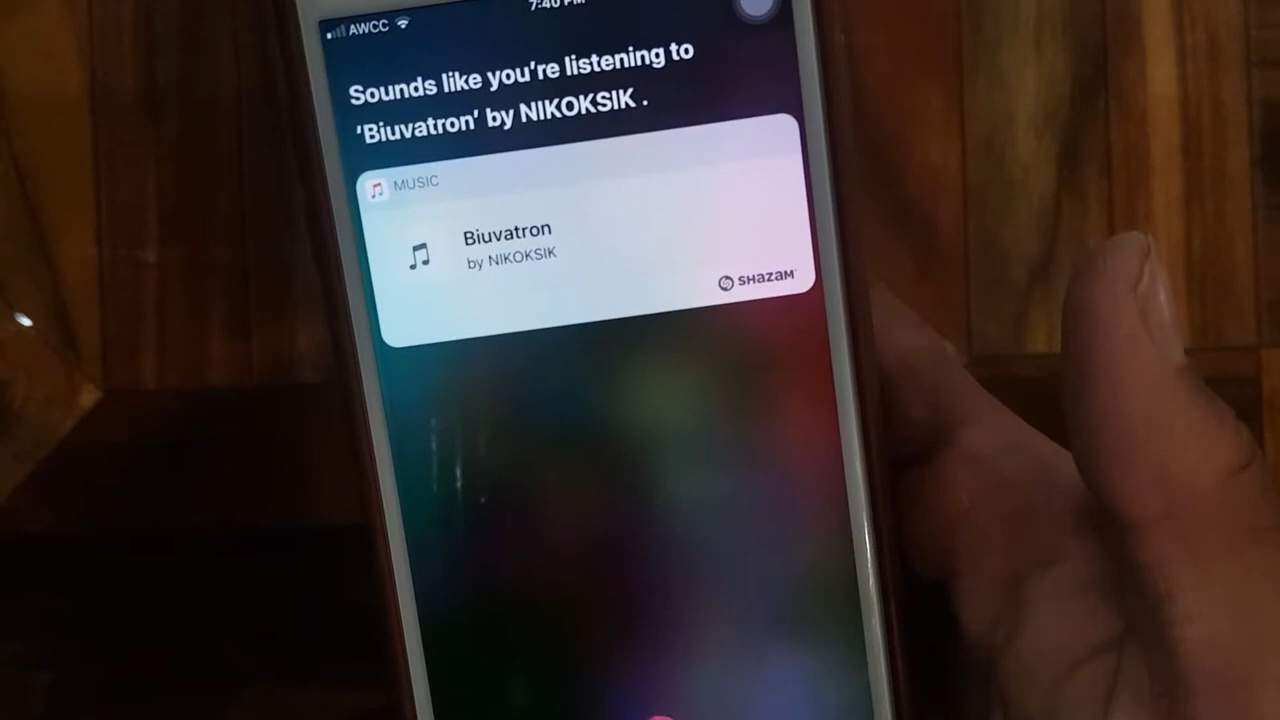 AWCC
7:40 PM
Sounds like you're listening to
'Biuvatron' by NIKOKSIK .
MUSIC
Biuvatron
by NIKOKSIK
SHAZAM